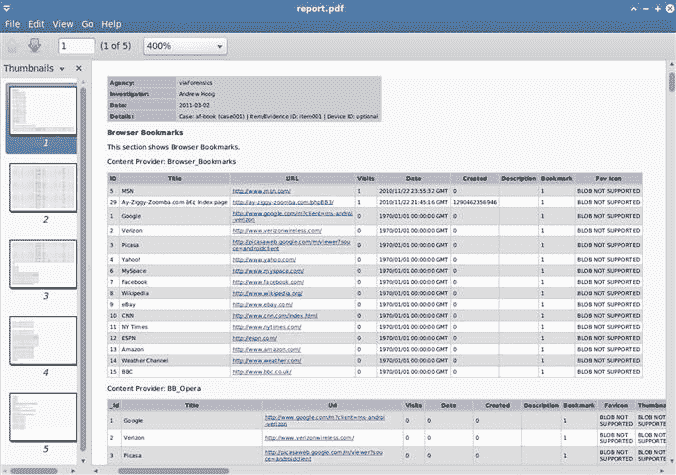 report.pdf
File Edit View Go Help
1 (1 of 5) 400%
Thumbnails
1
2
3
4
5
Agency: viaForensics
Investigator: Andrew Hoog
Date: 2011-03-02
Details: Case: af-book (case001) | Item/Evidence ID: Item001 | Device ID: optional
Browser Bookmarks
This section shows Browser Bookmarks.
Content Provider: Browser_Bookmarks
ID Title URL Visits Date Created Description Bookmark Fav Icon
5 MSN http://www.msn.com/ 1 2010/11/22 23:55:32 GMT 0 1 BLOB NOT SUPPORTED
29 Ay-Ziggy-Zoomba.com â€¢ Index page http://ay-ziggy-zoomba.com/phpBB3/ 1 2010/11/22 21:45:16 GMT 1290462356946 1 BLOB NOT SUPPORTED
1 Google http://www.google.com/m?client=ms-androi
-verizon 0 1970/01/01 00:00:00 GMT 0 1 BLOB NOT SUPPORTED
2 Verizon http://www.verizonwireless.com/ 0 1970/01/01 00:00:00 GMT 0 1 BLOB NOT SUPPORTED
3 Picasa http://picasaweb.google.com/m/viewer?sou
rce=androidclient 0 1970/01/01 00:00:00 GMT 0 1 BLOB NOT SUPPORTED
4 Yahoo! http://www.yahoo.com/ 0 1970/01/01 00:00:00 GMT 0 1 BLOB NOT SUPPORTED
6 MySpace http://www.myspace.com/ 0 1970/01/01 00:00:00 GMT 0 1 BLOB NOT SUPPORTED
7 Facebook http://www.facebook.com/ 0 1970/01/01 00:00:00 GMT 0 1 BLOB NOT SUPPORTED
8 Wikipedia http://www.wikipedia.org/ 0 1970/01/01 00:00:00 GMT 0 1 BLOB NOT SUPPORTED
9 eBay http://www.ebay.com/ 0 1970/01/01 00:00:00 GMT 0 1 BLOB NOT SUPPORTED
10 CNN http://www.cnn.com/index.html 0 1970/01/01 00:00:00 GMT 0 1 BLOB NOT SUPPORTED
11 NY Times http://www.nytimes.com/ 0 1970/01/01 00:00:00 GMT 0 1 BLOB NOT SUPPORTED
12 ESPN http://espn.com/ 0 1970/01/01 00:00:00 GMT 0 1 BLOB NOT SUPPORTED
13 Amazon http://www.amazon.com/ 0 1970/01/01 00:00:00 GMT 0 1 BLOB NOT SUPPORTED
14 Weather Channel http://www.weather.com/ 0 1970/01/01 00:00:00 GMT 0 1 BLOB NOT SUPPORTED
15 BBC http://www.bbc.co.uk/ 0 1970/01/01 00:00:00 GMT 0 1 BLOB NOT SUPPORTED
Content Provider: BB_Opera
_id Title Url Visits Date Created Description Bookmark Favicon Thumbna
1 Google http://www.google.com/m?client=ms-androi
-verizon 0 0 0 1 BLOB NOT
SUPPORTED BLOB NOT
SUPPORTED
2 Verizon http://www.verizonwireless.com/ 0 0 0 1 BLOB NOT
SUPPORTED BLOB NOT
SUPPORTED
3 Picasa http://picasaweb.google.com/m/viewer?sou
rce=androidclient 0 0 0 1 BLOB NOT
SUPPORTED BLOB NOT
SUPPORTED